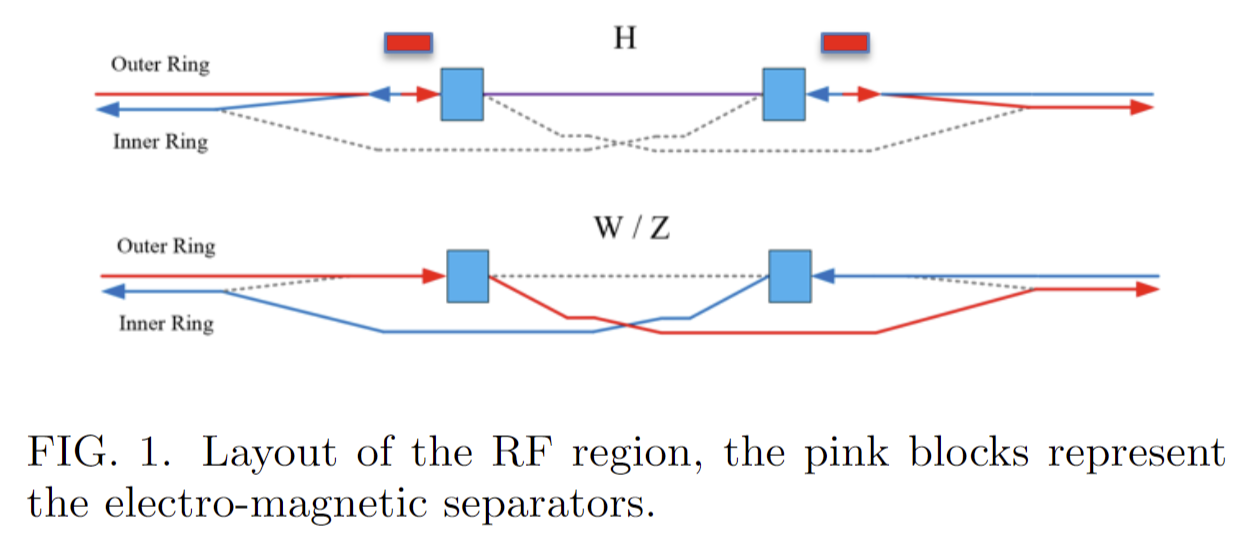 H
Outer Ring
Inner Ring
W / Z
Outer Ring
Inner Ring
FIG. 1. Layout of the RF region, the pink blocks represent
the electro-magnetic separators.